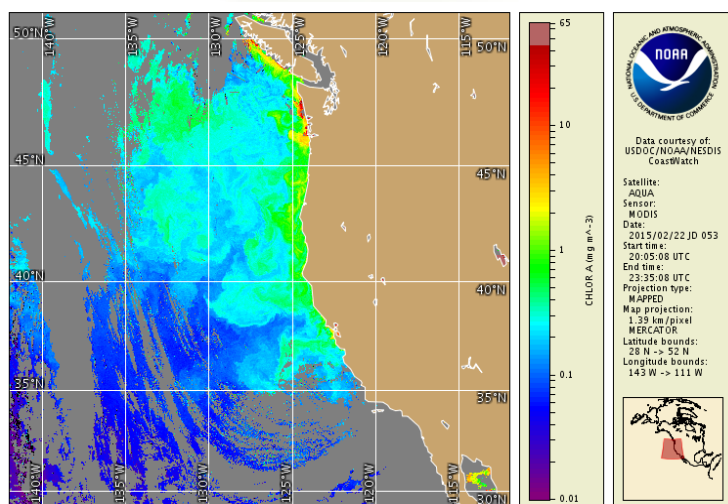 140°W 135°W 130°W 125°W 120°W 115°W
50°N 50°N
45°N 45°N
40°N 40°N
35°N 35°N
30°N
140°W 135°W 130°W 125°W 120°W
65
10
1
0.1
0.01
CHLOR A (mg m^-3)
NATIONAL OCEANIC AND ATMOSPHERIC ADMINISTRATION
NOAA
U.S. DEPARTMENT OF COMMERCE
Data courtesy of:
USDOC/NOAA/NESDIS
CoastWatch
Satellite:
AQUA
Sensor:
MODIS
Date:
2015/02/22 JD 053
Start time:
20:05:08 UTC
End time:
23:35:08 UTC
Projection type:
MAPPED
Map projection:
1.39 km/pixel
MERCATOR
Latitude bounds:
28 N -> 52 N
Longitude bounds:
143 W -> 111 W